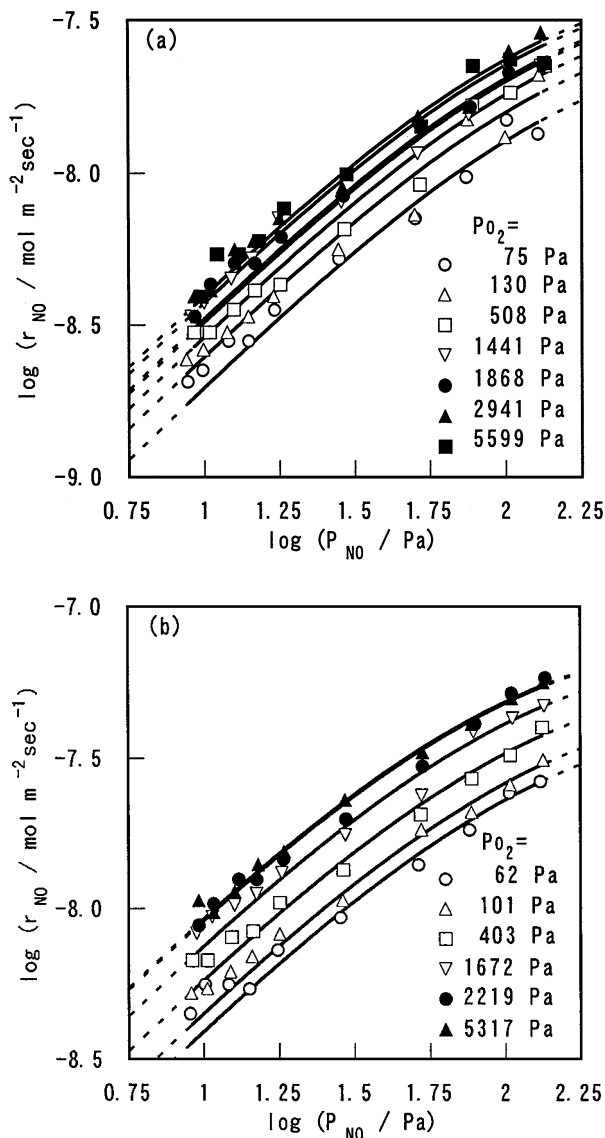 (a)
-7.5
-8.0
-8.5
-9.0
log (r NO / mol m⁻² sec⁻¹)
Po₂=
75 Pa
130 Pa
508 Pa
1441 Pa
1868 Pa
2941 Pa
5599 Pa
0.75 1 1.25 1.5 1.75 2 2.25
log (P NO / Pa)
(b)
-7.0
-7.5
-8.0
-8.5
log (r NO / mol m⁻² sec⁻¹)
Po₂=
62 Pa
101 Pa
403 Pa
1672 Pa
2219 Pa
5317 Pa
0.75 1 1.25 1.5 1.75 2 2.25
log (P NO / Pa)